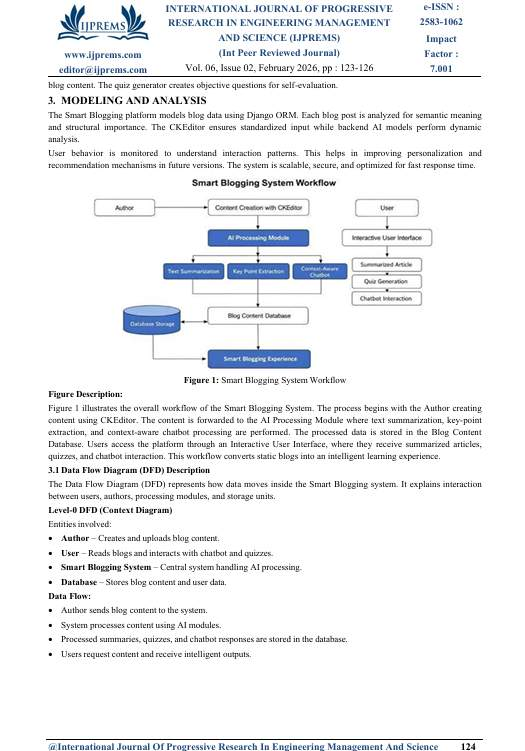 INTERNATIONAL JOURNAL OF PROGRESSIVE
RESEARCH IN ENGINEERING MANAGEMENT
AND SCIENCE (IJPREMS)
(Int Peer Reviewed Journal)
Vol. 06, Issue 02, February 2026, pp : 123-126
IJPREMS
www.ijprems.com
editor@ijprems.com
e-ISSN :
2583-1062
Impact
Factor :
7.001
blog content. The quiz generator creates objective questions for self-evaluation.
3. MODELING AND ANALYSIS
The Smart Blogging platform models blog data using Django ORM. Each blog post is analyzed for semantic meaning
and structural importance. The CKEditor ensures standardized input while backend AI models perform dynamic
analysis.
User behavior is monitored to understand interaction patterns. This helps in improving personalization and
recommendation mechanisms in future versions. The system is scalable, secure, and optimized for fast response time.
Smart Blogging System Workflow
Author
Content Creation with CKEditor
User
AI Processing Module
Interactive User Interface
Text Summarization
Key Point Extraction
Context-Aware
Chatbot
Summarized Article
Quiz Generation
Chatbot Interaction
Database Storage
Blog Content Database
Smart Blogging Experience
Figure 1: Smart Blogging System Workflow
Figure Description:
Figure 1 illustrates the overall workflow of the Smart Blogging System. The process begins with the Author creating
content using CKEditor. The content is forwarded to the AI Processing Module where text summarization, key-point
extraction, and context-aware chatbot processing are performed. The processed data is stored in the Blog Content
Database. Users access the platform through an Interactive User Interface, where they receive summarized articles,
quizzes, and chatbot interaction. This workflow converts static blogs into an intelligent learning experience.
3.1 Data Flow Diagram (DFD) Description
The Data Flow Diagram (DFD) represents how data moves inside the Smart Blogging system. It explains interaction
between users, authors, processing modules, and storage units.
Level-0 DFD (Context Diagram)
Entities involved:
• Author – Creates and uploads blog content.
• User – Reads blogs and interacts with chatbot and quizzes.
• Smart Blogging System – Central system handling AI processing.
• Database – Stores blog content and user data.
Data Flow:
• Author sends blog content to the system.
• System processes content using AI modules.
• Processed summaries, quizzes, and chatbot responses are stored in the database.
• Users request content and receive intelligent outputs.
@International Journal Of Progressive Research In Engineering Management And Science 124